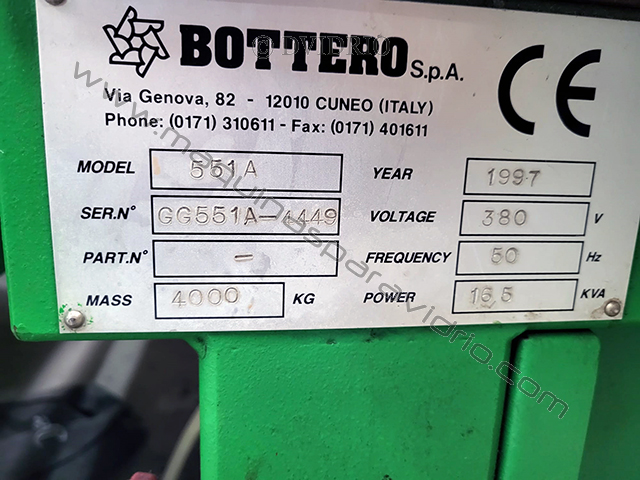 BOTTERO S.p.A.
Via Genova, 82 - 12010 CUNEO (ITALY)
Phone: (0171) 310611 - Fax: (0171) 401611
MODEL 551A YEAR 1997
SER.N° GG551A-4449 VOLTAGE 380 V
PART.N° - FREQUENCY 50 Hz
MASS 4000 KG POWER 16.5 KVA
CE
www.maquinasparavidrio.com